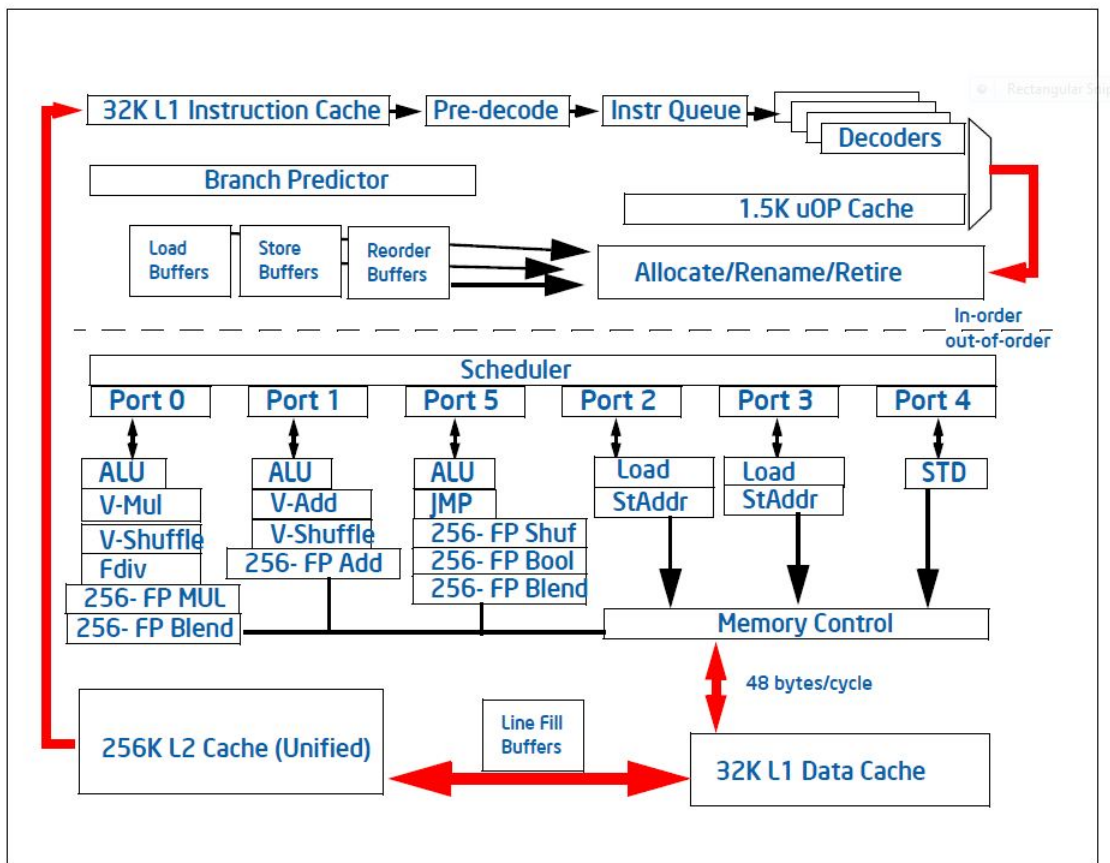 Rectangular Snip
32K L1 Instruction Cache
Pre-decode
Instr Queue
Decoders
Branch Predictor
1.5K uOP Cache
Load
Buffers
Store
Buffers
Reorder
Buffers
Allocate/Rename/Retire
In-order
out-of-order
Scheduler
Port 0
Port 1
Port 5
Port 2
Port 3
Port 4
ALU
V-Mul
V-Shuffle
Fdiv
256- FP MUL
256- FP Blend
ALU
V-Add
V-Shuffle
256- FP Add
ALU
JMP
256- FP Shuf
256- FP Bool
256- FP Blend
Load
StAddr
Load
StAddr
STD
Memory Control
48 bytes/cycle
256K L2 Cache (Unified)
Line Fill
Buffers
32K L1 Data Cache